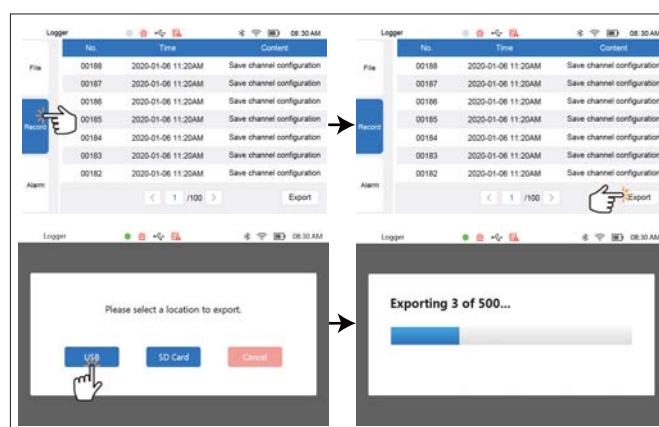 Logger 08:30 AM
No. Time Content
File
00188 2020-01-06 11:20AM Save channel configuration
00187 2020-01-06 11:20AM Save channel configuration
00186 2020-01-06 11:20AM Save channel configuration
Record
00185 2020-01-06 11:20AM Save channel configuration
00184 2020-01-06 11:20AM Save channel configuration
00183 2020-01-06 11:20AM Save channel configuration
Alarm
00182 2020-01-06 11:20AM Save channel configuration
< 1 /100 > Export
Logger 08:30 AM
No. Time Content
File
00188 2020-01-06 11:20AM Save channel configuration
00187 2020-01-06 11:20AM Save channel configuration
00186 2020-01-06 11:20AM Save channel configuration
Record
00185 2020-01-06 11:20AM Save channel configuration
00184 2020-01-06 11:20AM Save channel configuration
00183 2020-01-06 11:20AM Save channel configuration
Alarm
00182 2020-01-06 11:20AM Save channel configuration
< 1 /100 > Export
Logger 08:30 AM
Please select a location to export.
USB SD Card Cancel
Logger 08:30 AM
Exporting 3 of 500...